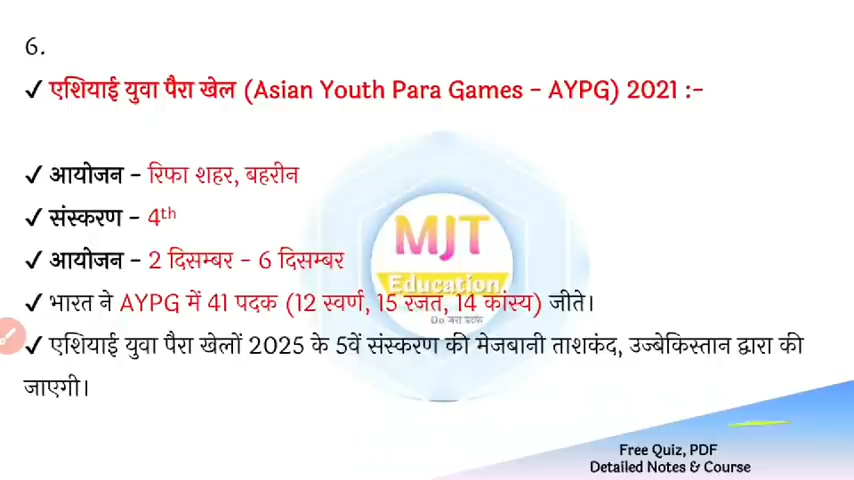 6.
✓ एशियाई युवा पैरा खेल (Asian Youth Para Games - AYPG) 2021 :-
✓ आयोजन - रिफा शहर, बहरीन
✓ संस्करण - 4th
✓ आयोजन - 2 दिसम्बर - 6 दिसम्बर
✓ भारत ने AYPG में 41 पदक (12 स्वर्ण, 15 रजत, 14 कांस्य) जीते।
✓ एशियाई युवा पैरा खेलों 2025 के 5वें संस्करण की मेजबानी ताशकंद, उज्बेकिस्तान द्वारा की
जाएगी।
MJT
Education
Free Quiz, PDF
Detailed Notes & Course